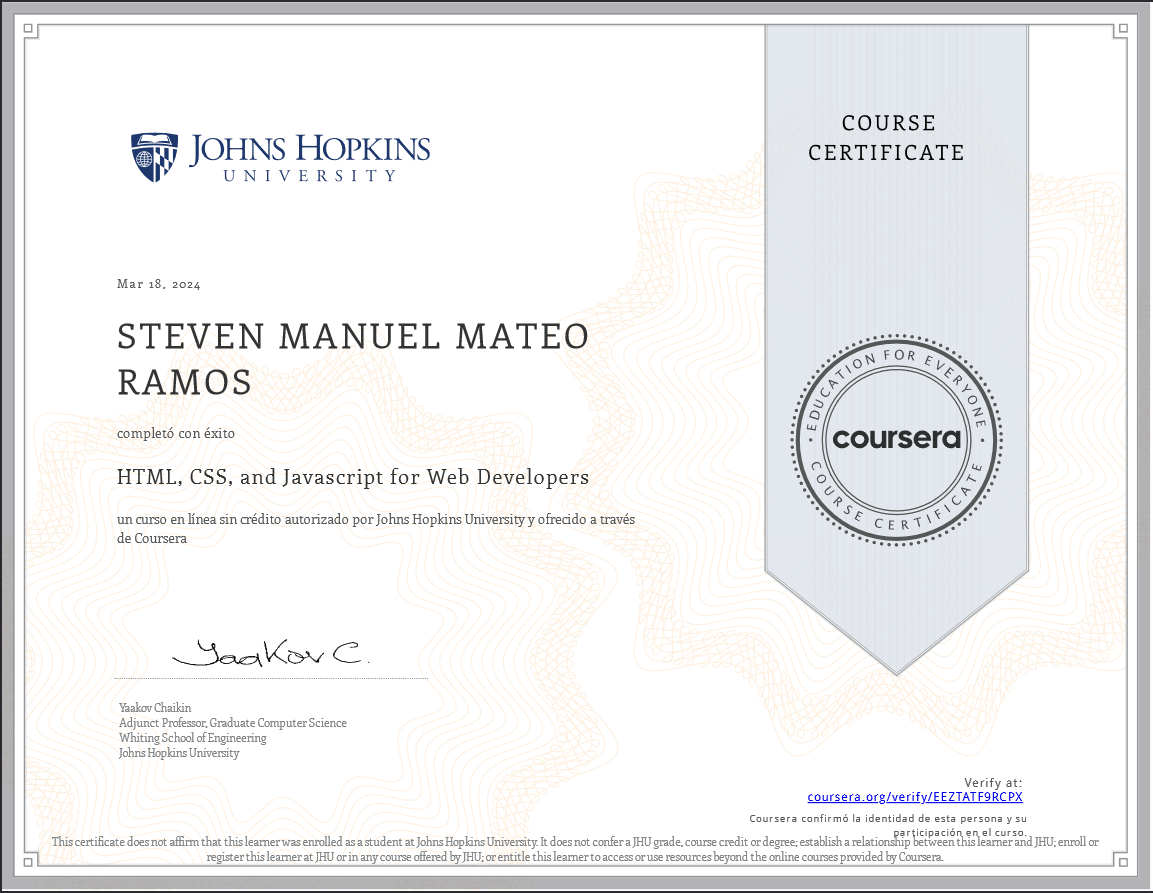 JOHNS HOPKINS
UNIVERSITY
COURSE
CERTIFICATE
Mar 18, 2024
STEVEN MANUEL MATEO
RAMOS
completó con éxito
HTML, CSS, and Javascript for Web Developers
un curso en línea sin crédito autorizado por Johns Hopkins University y ofrecido a través
de Coursera
EDUCATION FOR EVERYONE
coursera
COURSE CERTIFICATE
Yaakov C.
Yaakov Chaikin
Adjunct Professor, Graduate Computer Science
Whiting School of Engineering
Johns Hopkins University
Verify at:
coursera.org/verify/EEZTATF9RCPX
Coursera confirmó la identidad de esta persona y su
participación en el curso.
This certificate does not affirm that this learner was enrolled as a student at Johns Hopkins University. It does not confer a JHU grade, course credit or degree; establish a relationship between this learner and JHU; enroll or
register this learner at JHU or in any course offered by JHU; or entitle this learner to access or use resources beyond the online courses provided by Coursera.